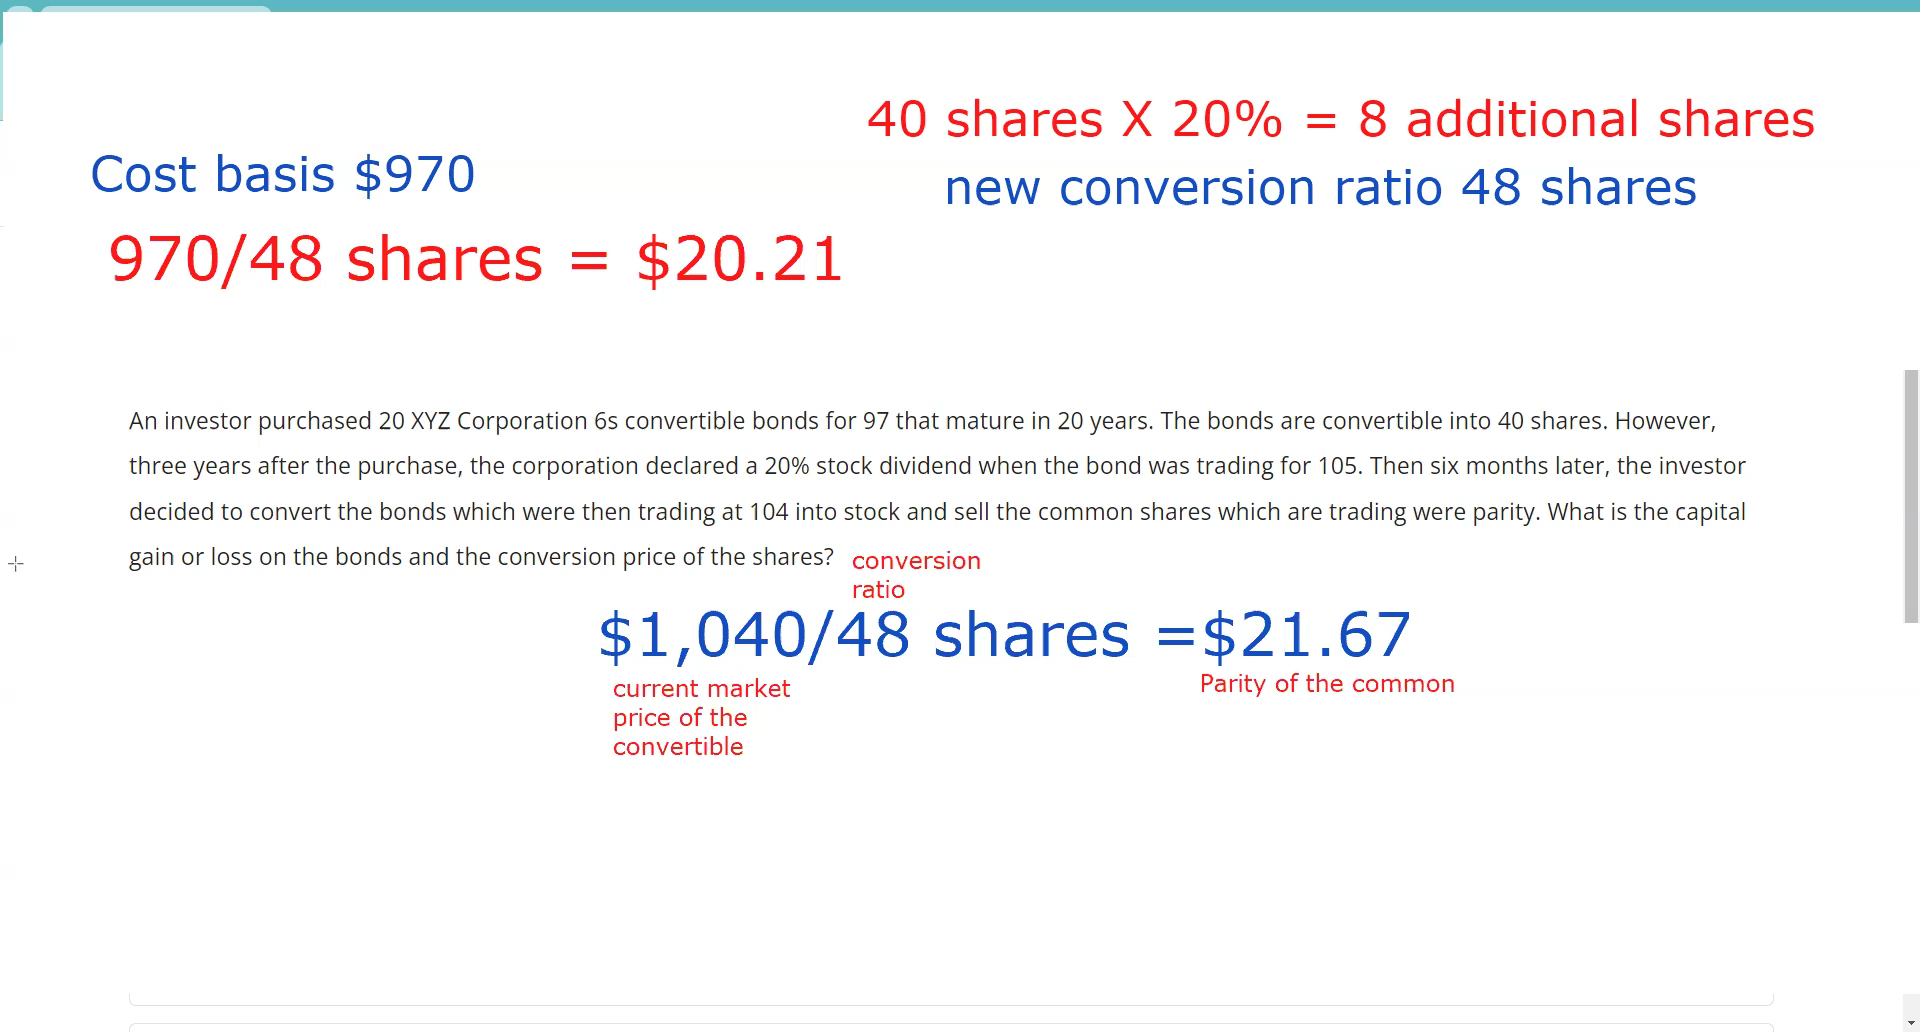 40 shares X 20% = 8 additional shares
Cost basis $970
new conversion ratio 48 shares
970/48 shares = $20.21
An investor purchased 20 XYZ Corporation 6s convertible bonds for 97 that mature in 20 years. The bonds are convertible into 40 shares. However,
three years after the purchase, the corporation declared a 20% stock dividend when the bond was trading for 105. Then six months later, the investor
decided to convert the bonds which were then trading at 104 into stock and sell the common shares which are trading were parity. What is the capital
gain or loss on the bonds and the conversion price of the shares?
conversion
ratio
$1,040/48 shares =$21.67
current market
price of the
convertible
Parity of the common